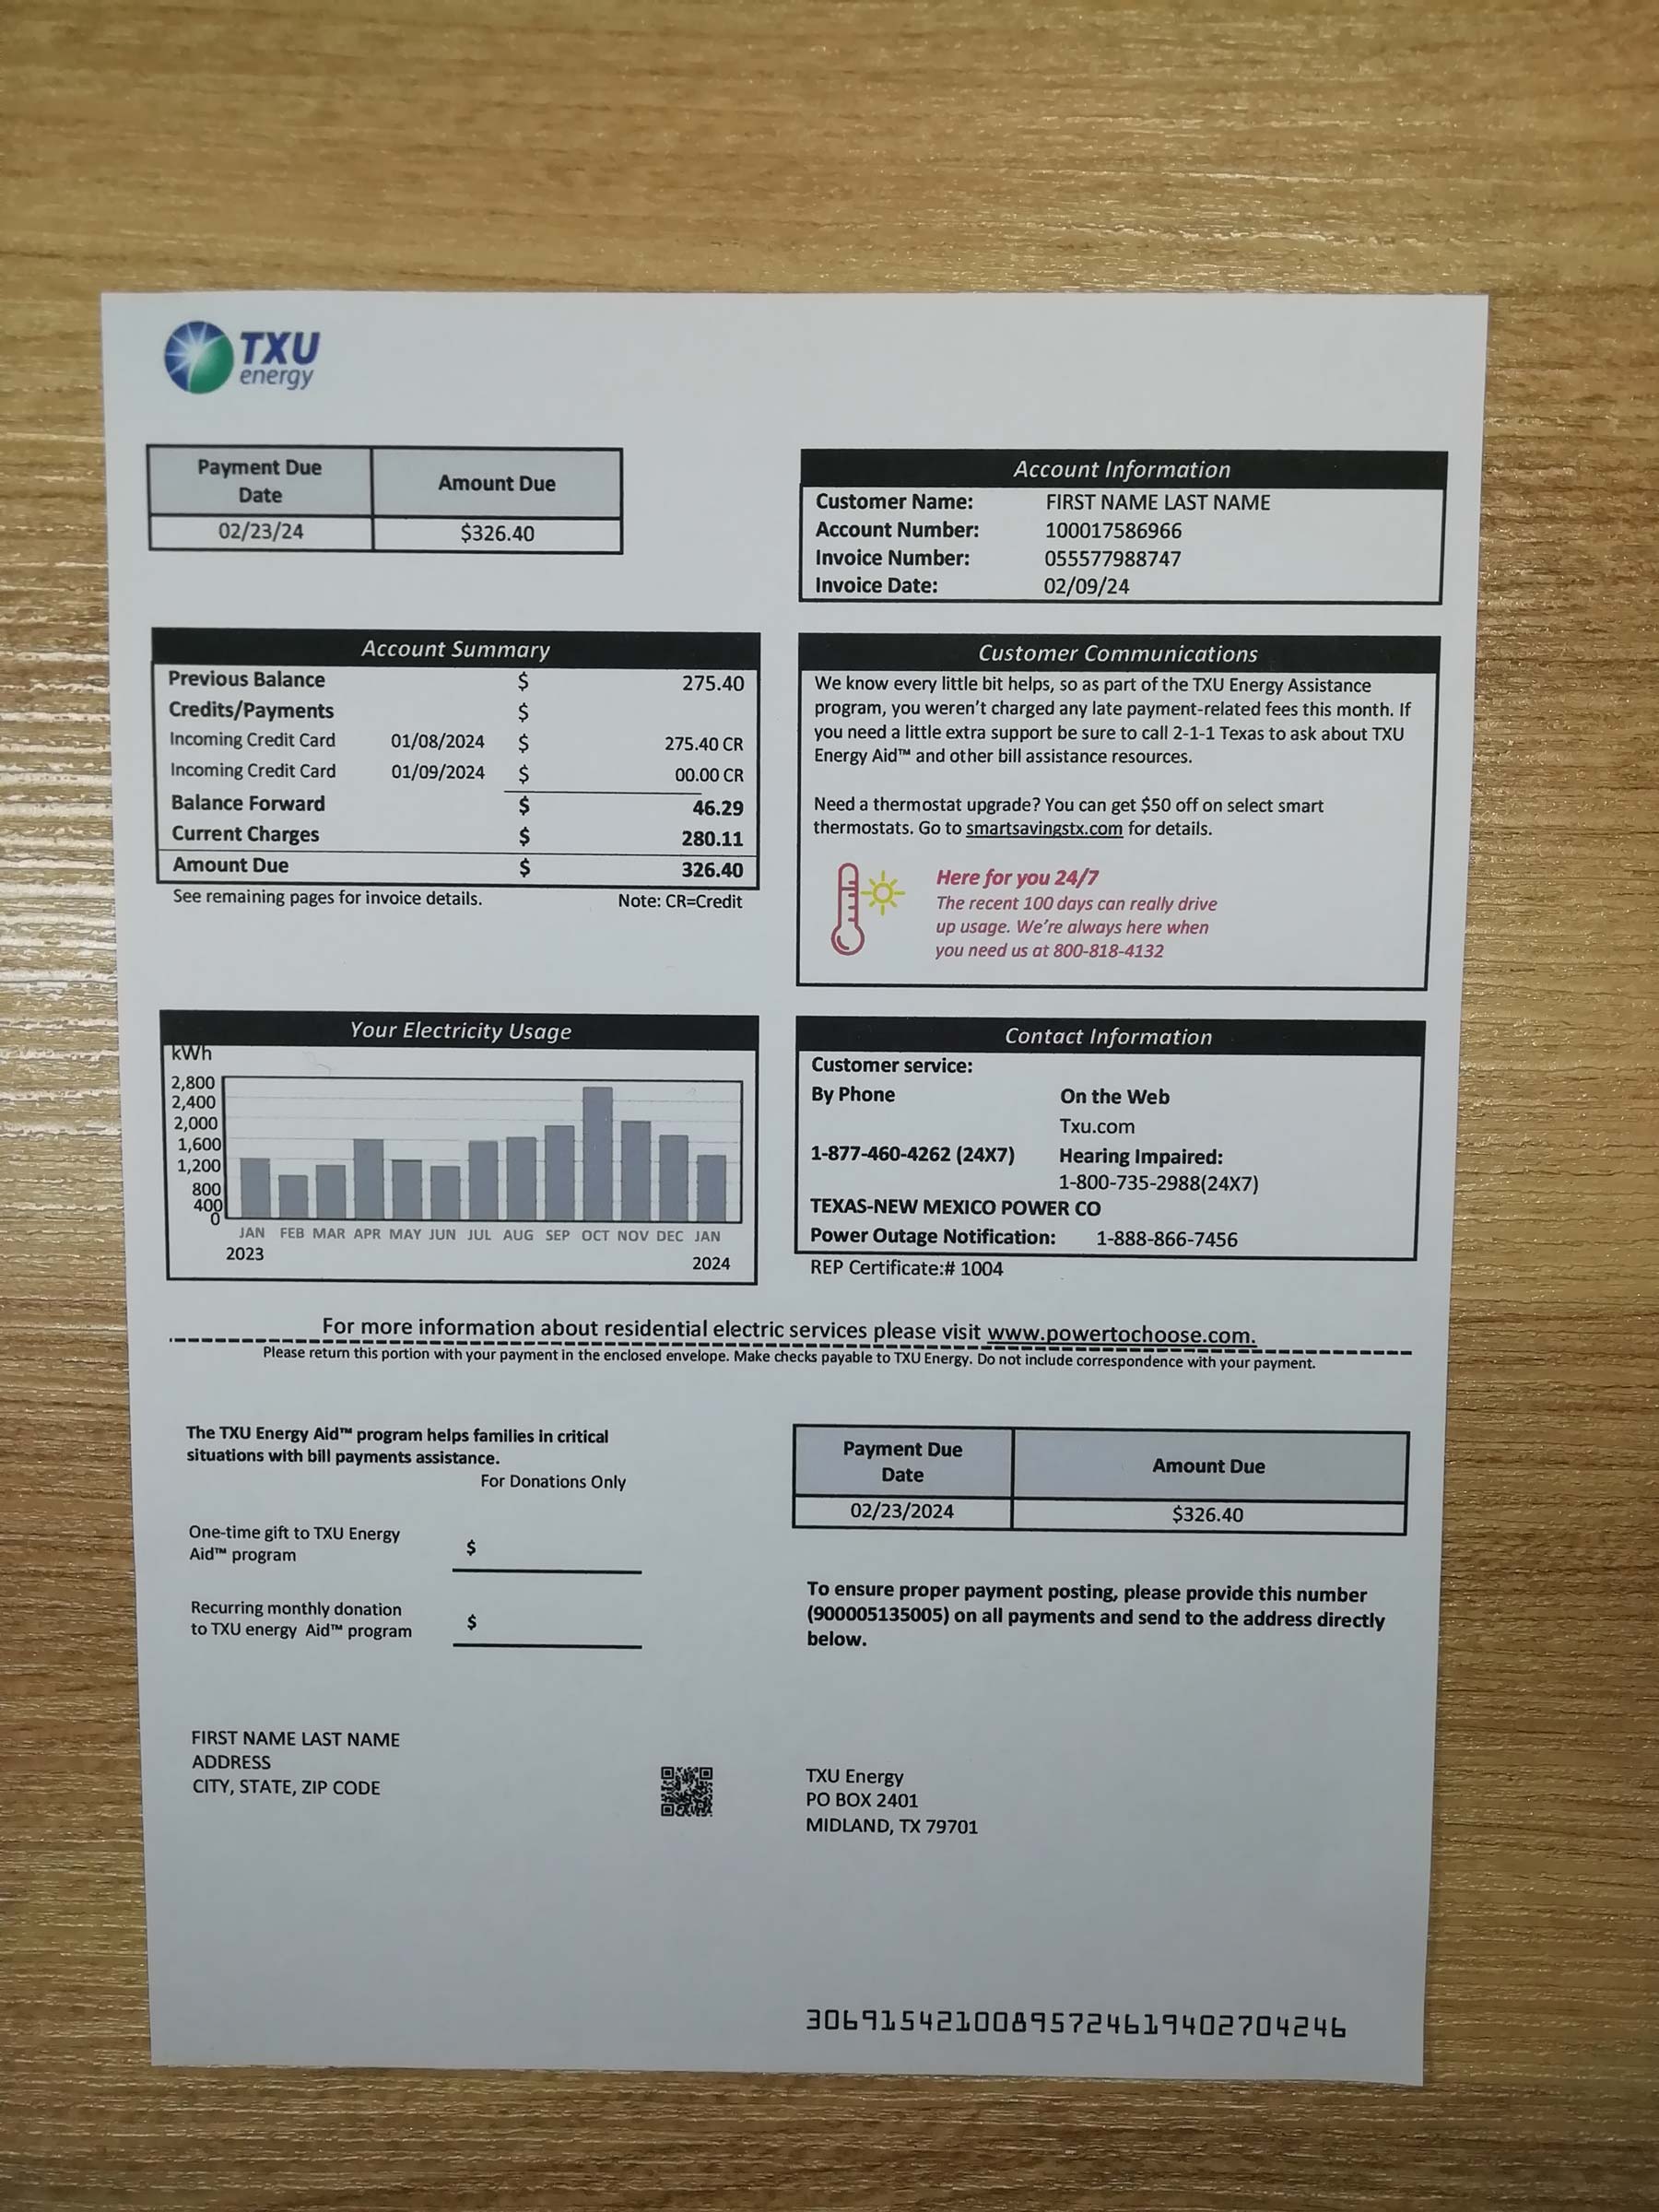 TXU
energy
Payment Due
Date
Amount Due
02/23/24
$326.40
Account Information
Customer Name: FIRST NAME LAST NAME
Account Number: 100017586966
Invoice Number: 055577988747
Invoice Date: 02/09/24
Account Summary
Previous Balance $ 275.40
Credits/Payments $
Incoming Credit Card 01/08/2024 $ 275.40 CR
Incoming Credit Card 01/09/2024 $ 00.00 CR
Balance Forward $ 46.29
Current Charges $ 280.11
Amount Due $ 326.40
See remaining pages for invoice details. Note: CR=Credit
Customer Communications
We know every little bit helps, so as part of the TXU Energy Assistance
program, you weren't charged any late payment-related fees this month. If
you need a little extra support be sure to call 2-1-1 Texas to ask about TXU
Energy Aid™ and other bill assistance resources.
Need a thermostat upgrade? You can get $50 off on select smart
thermostats. Go to smartsavingstx.com for details.
Here for you 24/7
The recent 100 days can really drive
up usage. We're always here when
you need us at 800-818-4132
Your Electricity Usage
kWh
2,800
2,400
2,000
1,600
1,200
800
400
0
JAN FEB MAR APR MAY JUN JUL AUG SEP OCT NOV DEC JAN
2023 2024
Contact Information
Customer service:
By Phone On the Web
Txu.com
1-877-460-4262 (24X7) Hearing Impaired:
1-800-735-2988(24X7)
TEXAS-NEW MEXICO POWER CO
Power Outage Notification: 1-888-866-7456
REP Certificate:# 1004
For more information about residential electric services please visit www.powertochoose.com.
Please return this portion with your payment in the enclosed envelope. Make checks payable to TXU Energy. Do not include correspondence with your payment.
The TXU Energy Aid™ program helps families in critical
situations with bill payments assistance.
For Donations Only
One-time gift to TXU Energy
Aid™ program $
Recurring monthly donation
to TXU energy Aid™ program $
Payment Due
Date
Amount Due
02/23/2024
$326.40
To ensure proper payment posting, please provide this number
(900005135005) on all payments and send to the address directly
below.
FIRST NAME LAST NAME
ADDRESS
CITY, STATE, ZIP CODE
TXU Energy
PO BOX 2401
MIDLAND, TX 79701
30691542100895724619402704246